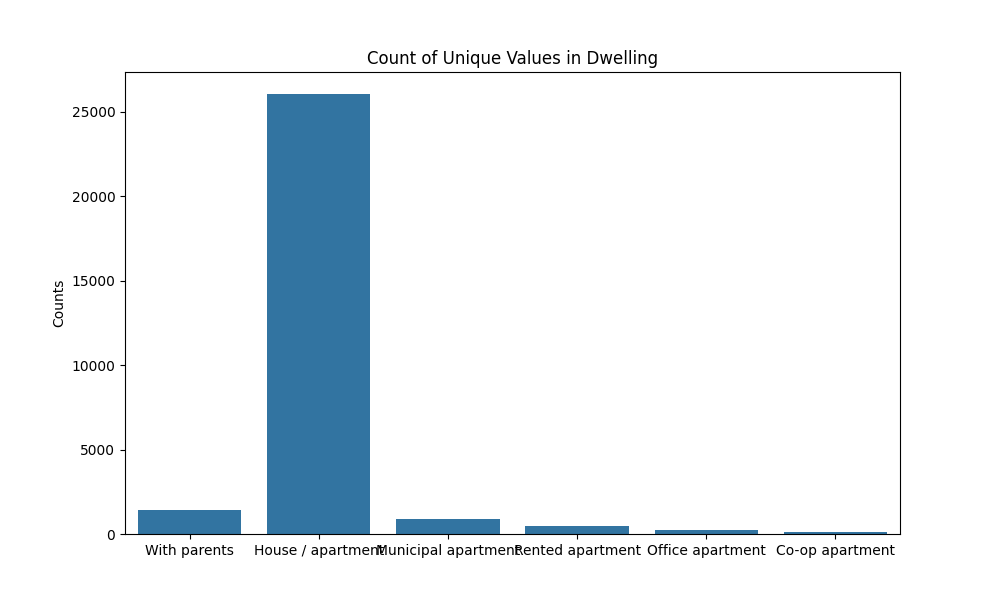 Count of Unique Values in Dwelling
25000
20000
15000
10000
5000
0
Counts
With parents
House / apartment
Municipal apartment
Rented apartment
Office apartment
Co-op apartment